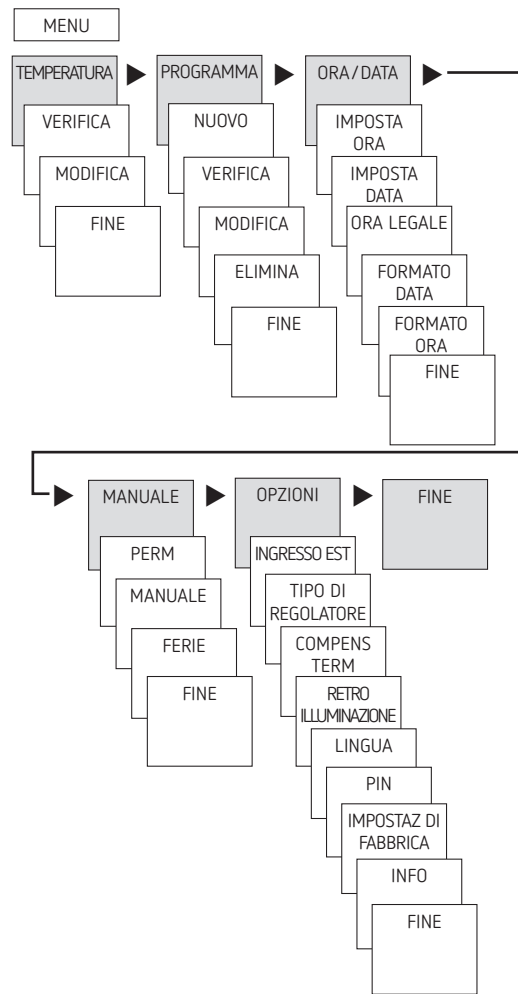 MENU
TEMPERATURA
VERIFICA
MODIFICA
FINE
PROGRAMMA
NUOVO
VERIFICA
MODIFICA
ELIMINA
FINE
ORA/DATA
IMPOSTA
ORA
IMPOSTA
DATA
ORA LEGALE
FORMATO
DATA
FORMATO
ORA
FINE
MANUALE
PERM
MANUALE
FERIE
FINE
OPZIONI
INGRESSO EST
TIPO DI
REGOLATORE
COMPENS
TERM
RETRO
ILLUMINAZIONE
LINGUA
PIN
IMPOSTAZ DI
FABBRICA
INFO
FINE
FINE